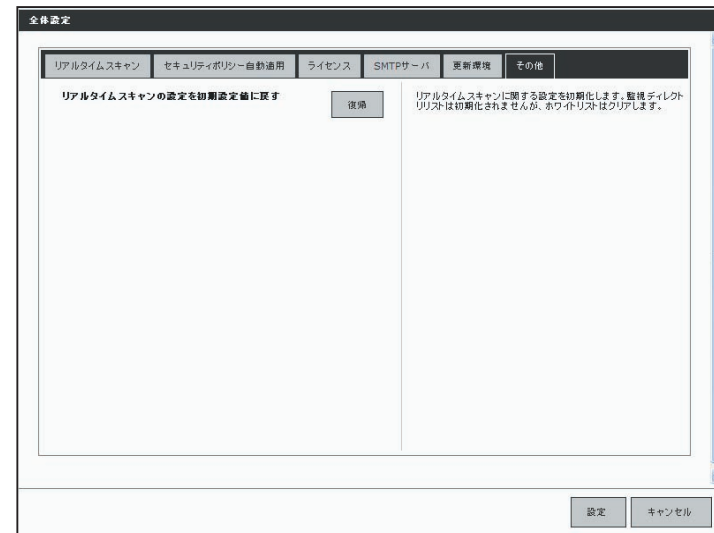 全体設定
リアルタイムスキャン セキュリティポリシー自動適用 ライセンス SMTPサーバ 更新環境 その他
リアルタイムスキャンの設定を初期設定値に戻す
復帰
リアルタイムスキャンに関する設定を初期化します。監視ディレクト
リリストは初期化されませんが、ホワイトリストはクリアします。
設定 キャンセル